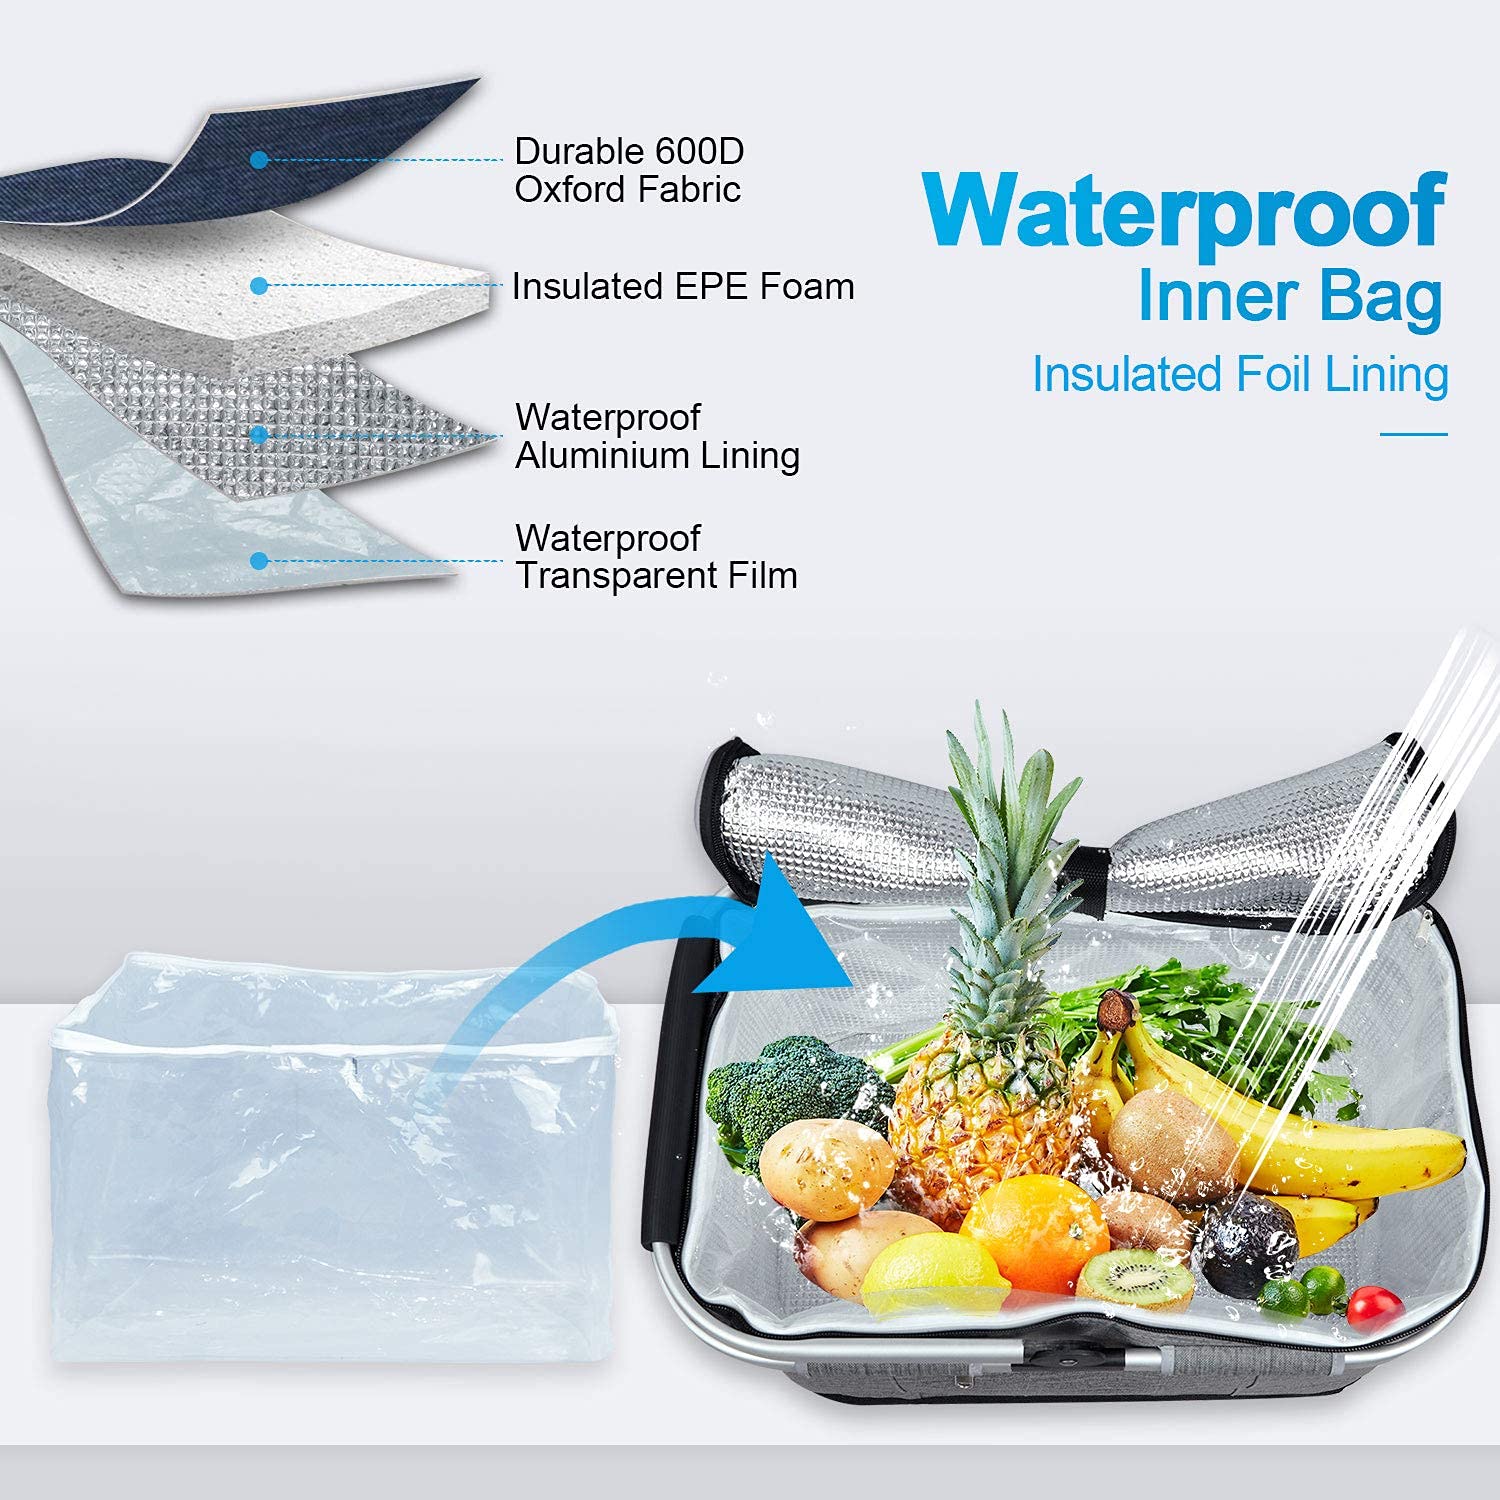 Durable 600D
Oxford Fabric
Insulated EPE Foam
Waterproof
Aluminium Lining
Waterproof
Transparent Film
Waterproof
Inner Bag
Insulated Foil Lining